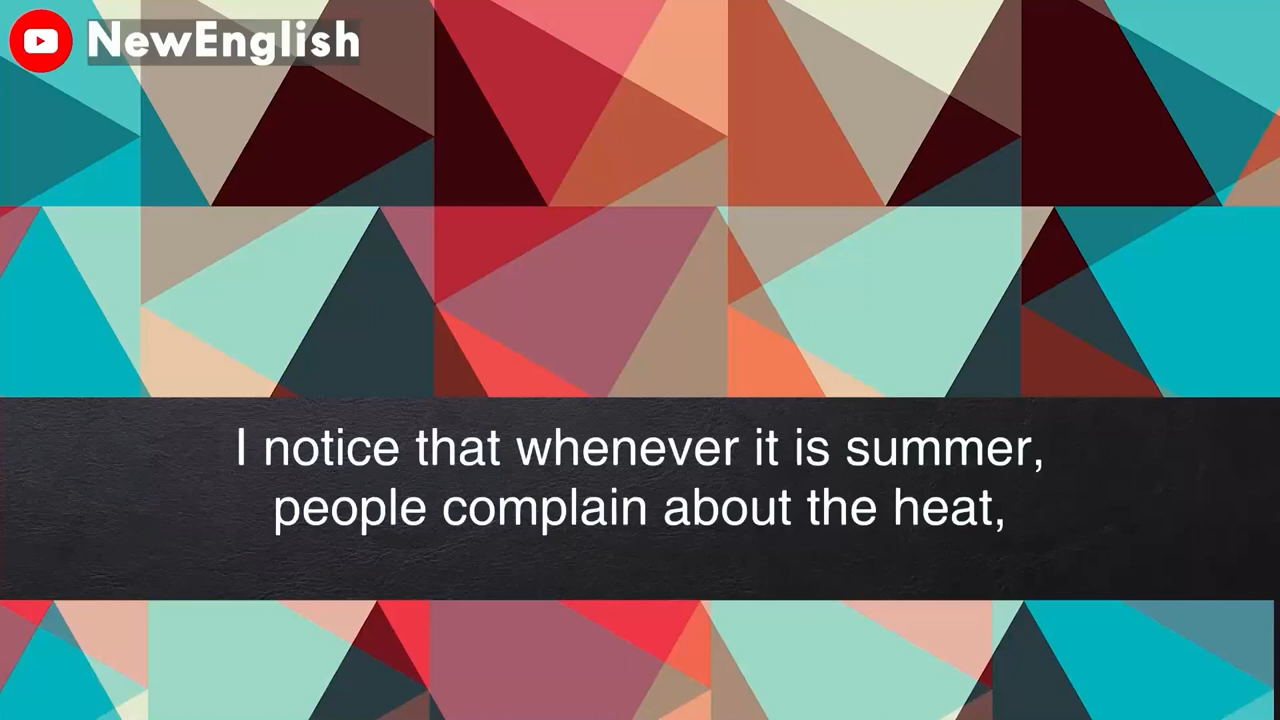 NewEnglish
I notice that whenever it is summer,
people complain about the heat,